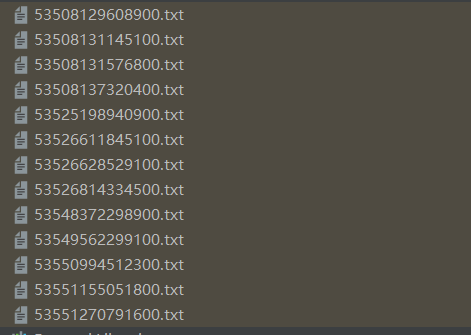 53508129608900.txt
53508131145100.txt
53508131576800.txt
53508137320400.txt
53525198940900.txt
53526611845100.txt
53526628529100.txt
53526814334500.txt
53548372298900.txt
53549562299100.txt
53550994512300.txt
53551155051800.txt
53551270791600.txt